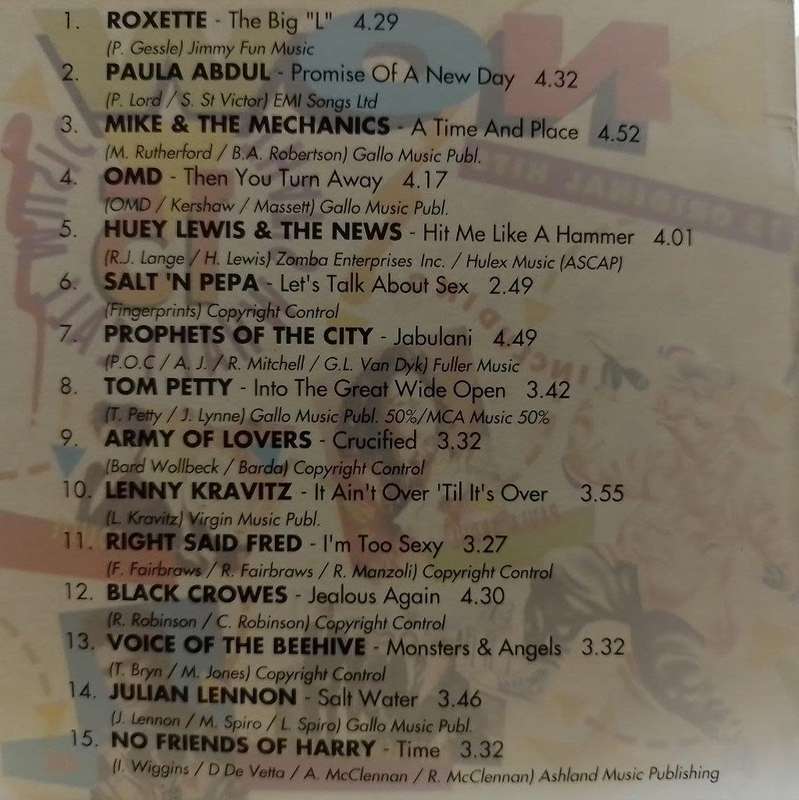 1. ROXETTE - The Big "L" 4.29
(P. Gessle) Jimmy Fun Music
2. PAULA ABDUL - Promise Of A New Day 4.32
(P. Lord / S. St Victor) EMI Songs Ltd
3. MIKE & THE MECHANICS - A Time And Place 4.52
(M. Rutherford / B.A. Robertson) Gallo Music Publ.
4. OMD - Then You Turn Away 4.17
(OMD / Kershaw / Massett) Gallo Music Publ.
5. HUEY LEWIS & THE NEWS - Hit Me Like A Hammer 4.01
(R.J. Lange / H. Lewis) Zomba Enterprises Inc. / Hulex Music (ASCAP)
6. SALT 'N PEPA - Let's Talk About Sex 2.49
(Fingerprints) Copyright Control
7. PROPHETS OF THE CITY - Jabulani 4.49
(P.O.C / A. J. / R. Mitchell / G.L. Van Dyk) Fuller Music
8. TOM PETTY - Into The Great Wide Open 3.42
(T. Petty / J. Lynne) Gallo Music Publ. 50%/MCA Music 50%
9. ARMY OF LOVERS - Crucified 3.32
(Bard Wollbeck / Barda) Copyright Control
10. LENNY KRAVITZ - It Ain't Over 'Til It's Over 3.55
(L. Kravitz) Virgin Music Publ.
11. RIGHT SAID FRED - I'm Too Sexy 3.27
(F. Fairbraws / R. Fairbraws / R. Manzoli) Copyright Control
12. BLACK CROWES - Jealous Again 4.30
(R. Robinson / C. Robinson) Copyright Control
13. VOICE OF THE BEEHIVE - Monsters & Angels 3.32
(T. Bryn / M. Jones) Copyright Control
14. JULIAN LENNON - Salt Water 3.46
(J. Lennon / M. Spiro / L. Spiro) Gallo Music Publ.
15. NO FRIENDS OF HARRY - Time 3.32
(I. Wiggins / D De Vetta / A. McClennan / R. McClennan) Ashland Music Publishing